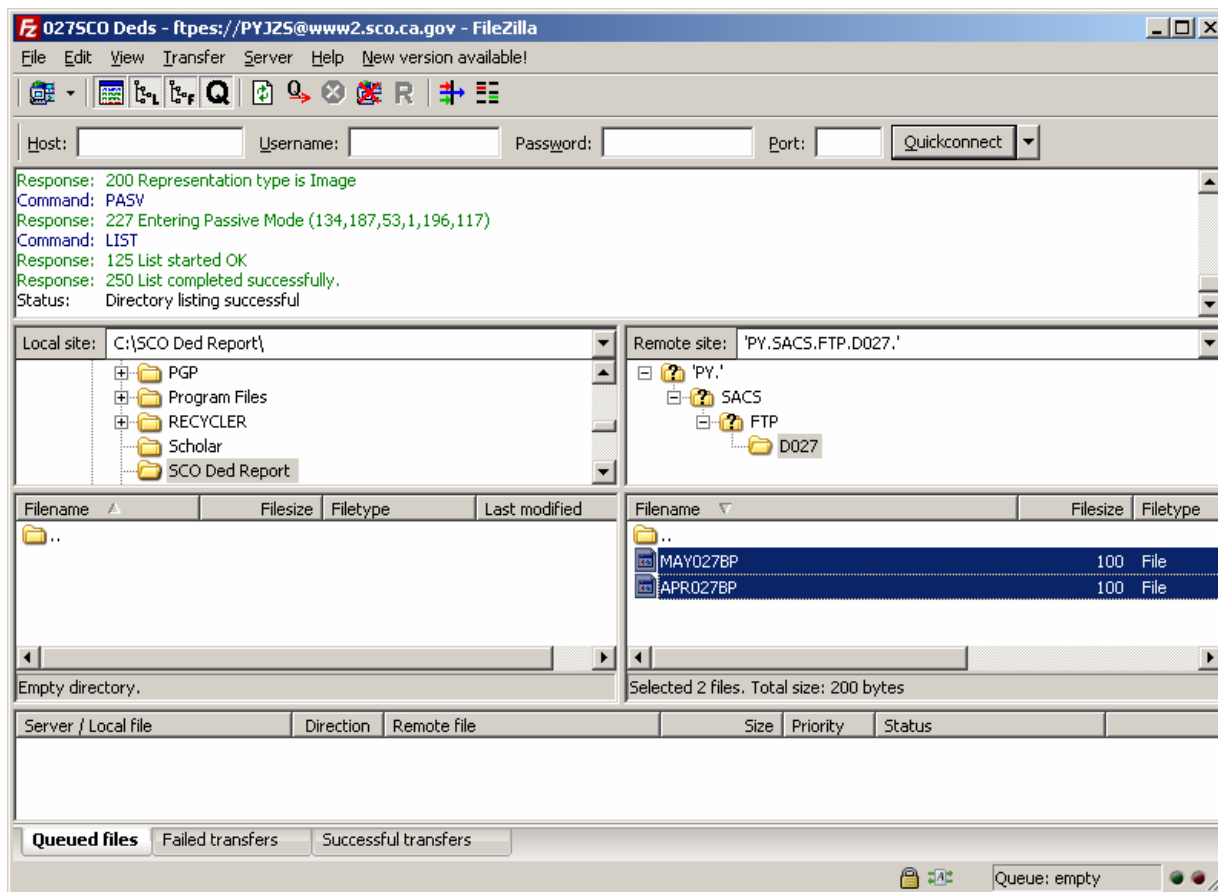 027SCO Deds - ftpes://PYJZS@www2.sco.ca.gov - FileZilla
File Edit View Transfer Server Help New version available!
Host: Username: Password: Port: Quickconnect
Response: 200 Representation type is Image
Command: PASV
Response: 227 Entering Passive Mode (134,187,53,1,196,117)
Command: LIST
Response: 125 List started OK
Response: 250 List completed successfully.
Status: Directory listing successful
Local site: C:\SCO Ded Report\
PGP
Program Files
RECYCLER
Scholar
SCO Ded Report
Remote site: 'PY.SACS.FTP.D027.'
'PY.'
SACS
FTP
D027
Filename Filesize Filetype Last modified
..
Empty directory.
Filename Filesize Filetype
..
MAY027BP 100 File
APR027BP 100 File
Selected 2 files. Total size: 200 bytes
Server / Local file Direction Remote file Size Priority Status
Queued files Failed transfers Successful transfers
Queue: empty